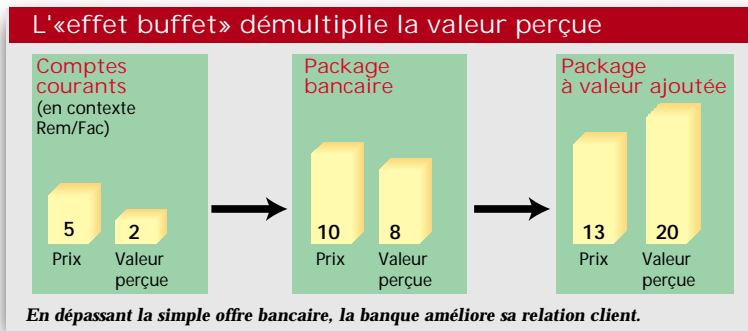 L'«effet buffet» démultiplie la valeur perçue
Comptes
courants
(en contexte
Rem/Fac)
5
2
Prix
Valeur
perçue
Package
bancaire
10
8
Prix
Valeur
perçue
Package
à valeur ajoutée
13
20
Prix
Valeur
perçue
En dépassant la simple offre bancaire, la banque améliore sa relation client.